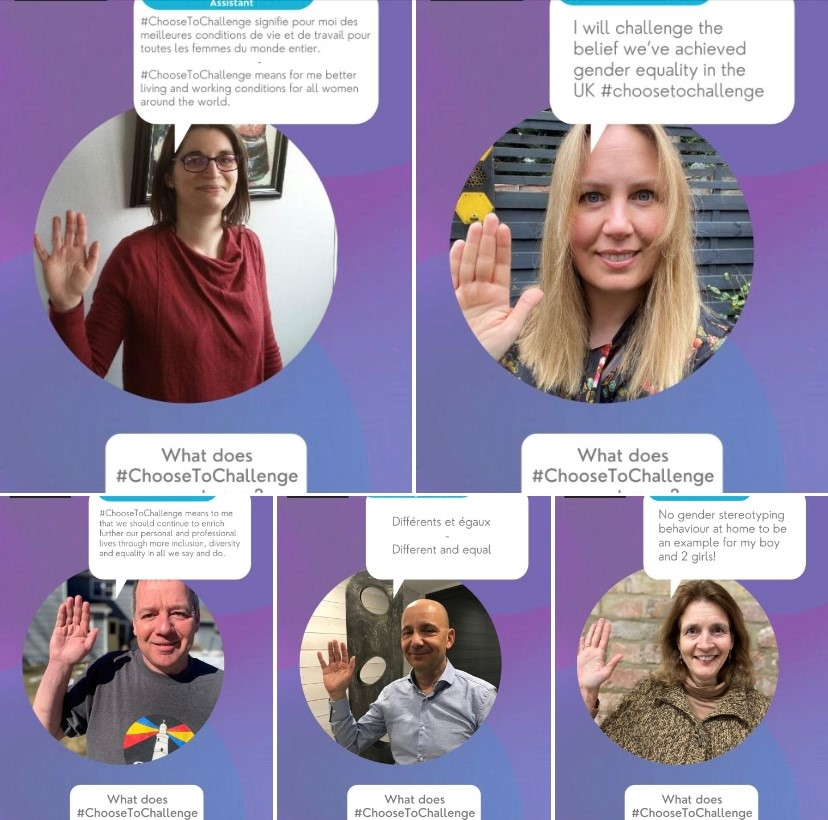 Assistant
#ChooseToChallenge signifie pour moi des
meilleures conditions de vie et de travail pour
toutes les femmes du monde entier.
-
#ChooseToChallenge means for me better
living and working conditions for all women
around the world.
What does
#ChooseToChallenge
I will challenge the
belief we've achieved
gender equality in the
UK #choosetochallenge
What does
#ChooseToChallenge
#ChooseToChallenge means to me
that we should continue to enrich
further our personal and professional
lives through more inclusion, diversity
and equality in all we say and do.
What does
#ChooseToChallenge
Différents et égaux
-
Different and equal
What does
#ChooseToChallenge
No gender stereotyping
behaviour at home to be
an example for my boy
and 2 girls!
What does
#ChooseToChallenge